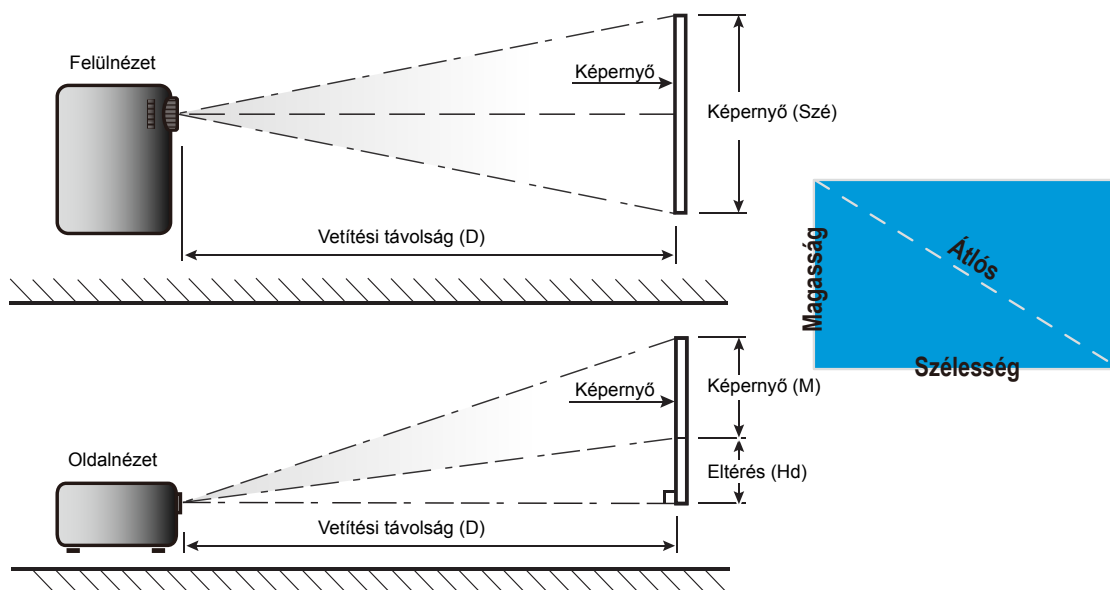 Felülnézet
Képernyő
Képernyő (Szé)
Vetítési távolság (D)
Magasság
Átlós
Szélesség
Képernyő
Képernyő (M)
Oldalnézet
Eltérés (Hd)
Vetítési távolság (D)